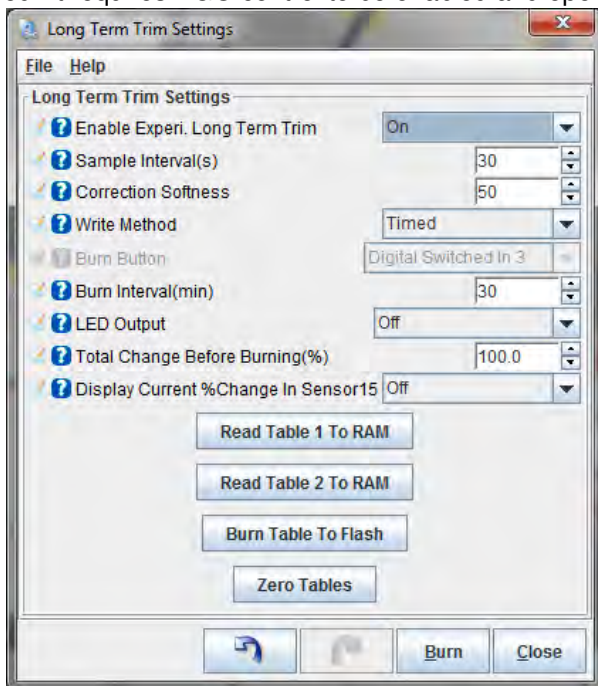 Long Term Trim Settings
File Help
Long Term Trim Settings
Enable Experi. Long Term Trim On
Sample Interval(s) 30
Correction Softness 50
Write Method Timed
Burn Button Digital Switched In 3
Burn Interval(min) 30
LED Output Off
Total Change Before Burning(%) 100.0
Display Current %Change In Sensor15 Off
Read Table 1 To RAM
Read Table 2 To RAM
Burn Table To Flash
Zero Tables
Burn Close